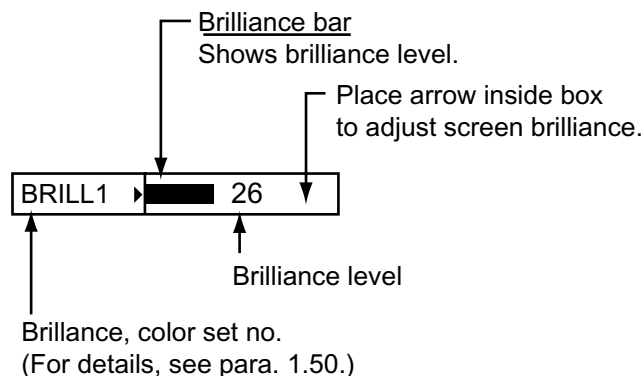 Brilliance bar
Shows brilliance level.
Place arrow inside box
to adjust screen brilliance.
BRILL1 26
Brilliance level
Brillance, color set no.
(For details, see para. 1.50.)